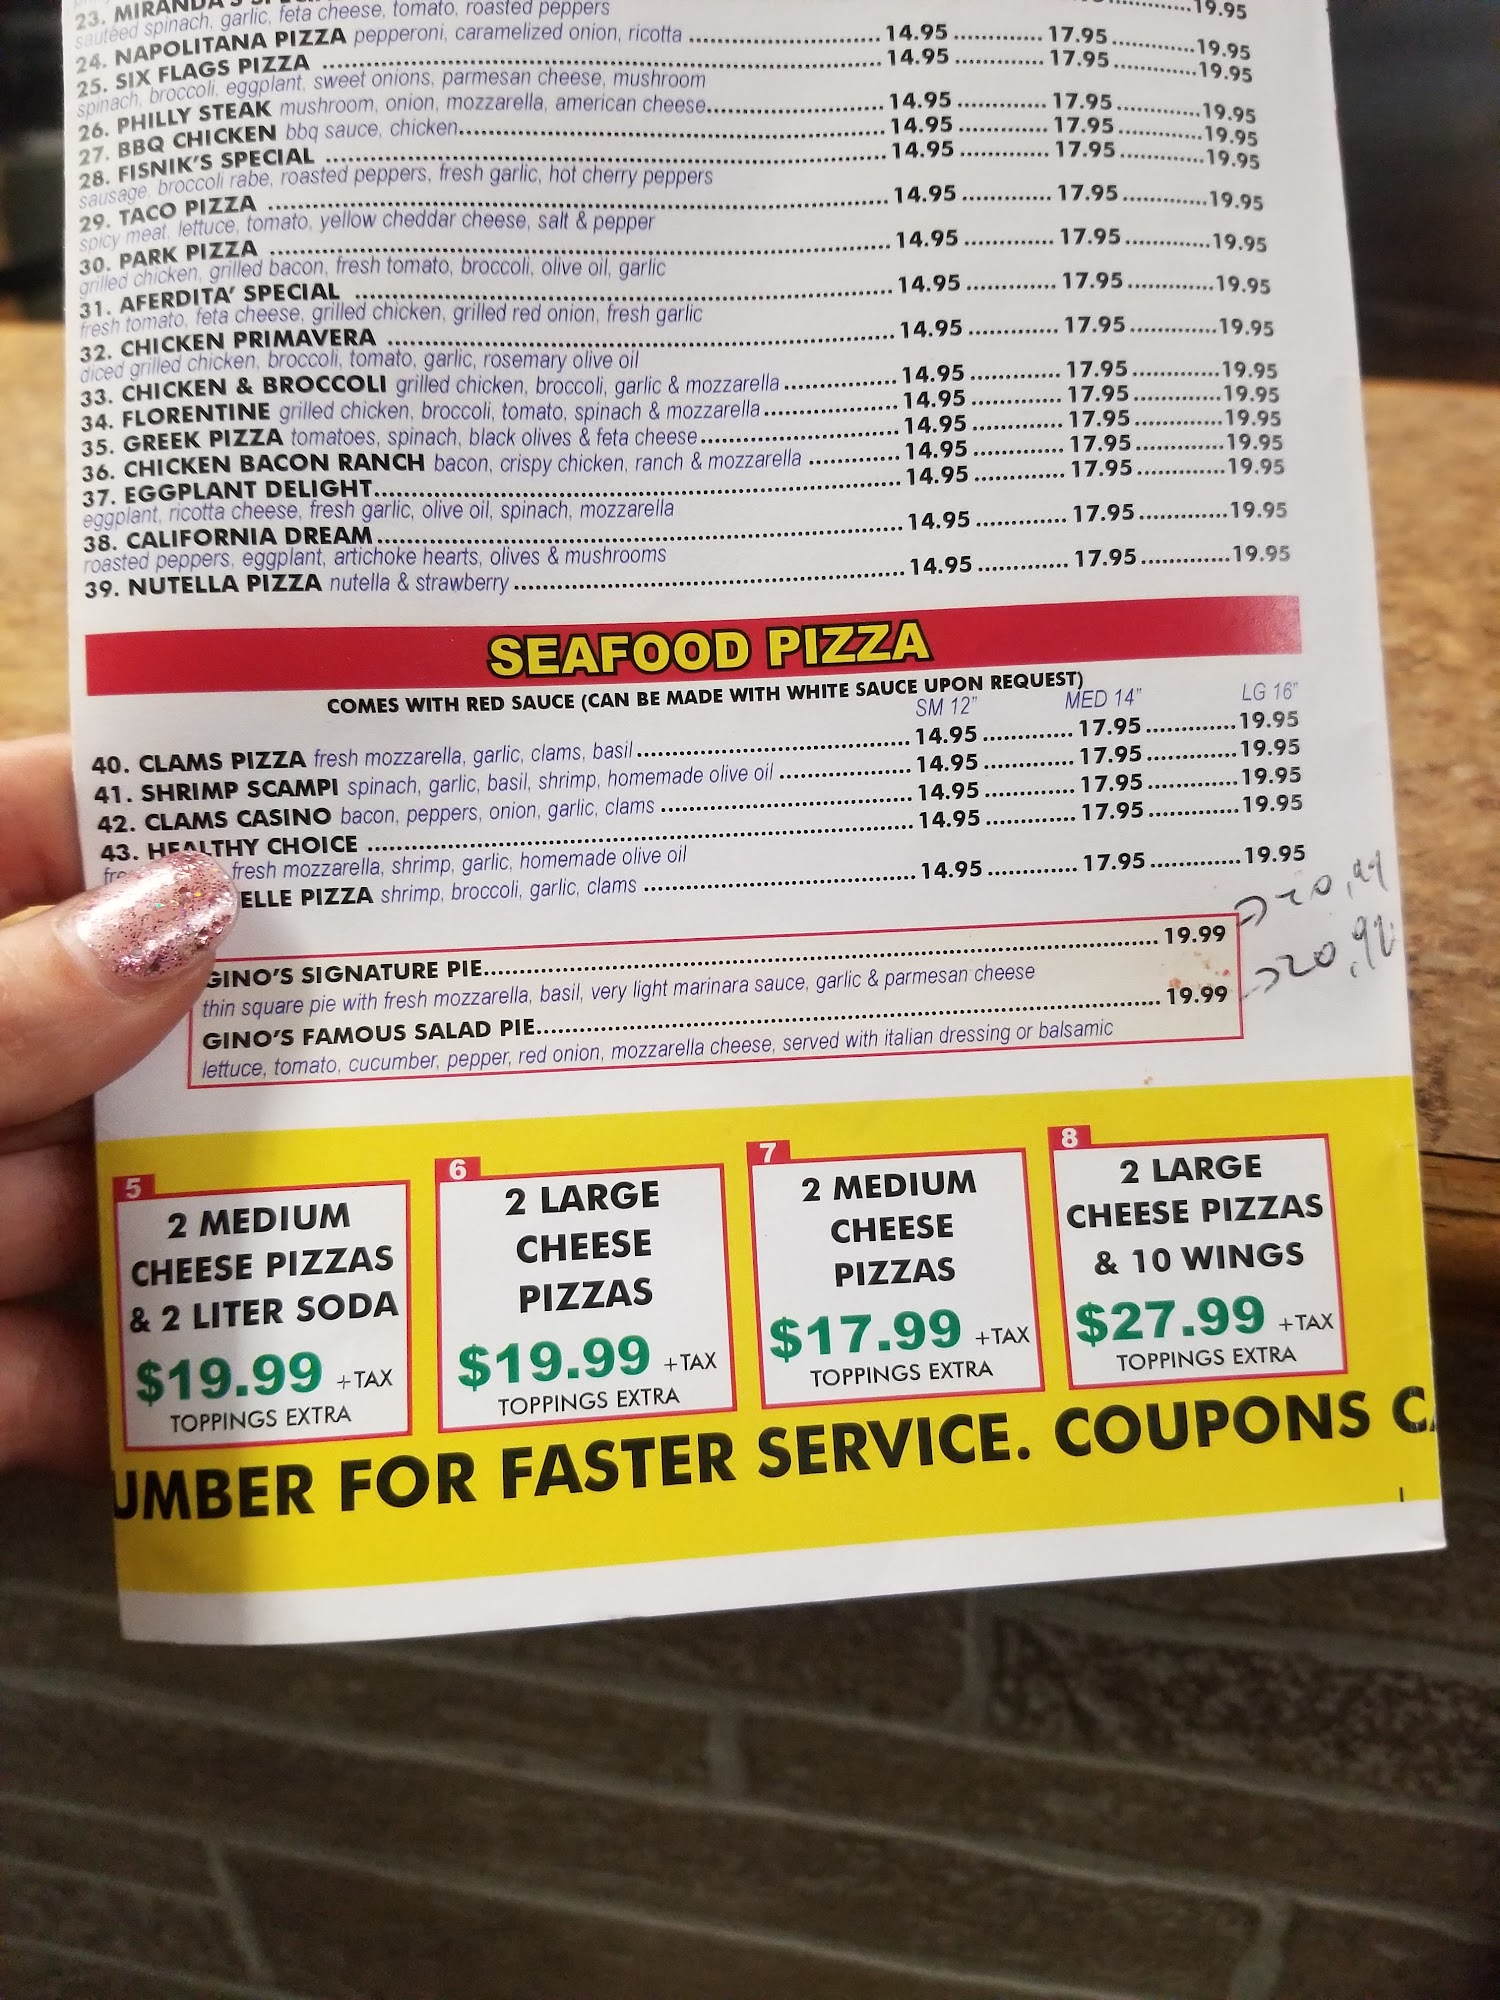 23. MIRANDA'S .......19.95
sautéed spinach, garlic, feta cheese, tomato, roasted peppers
24. NAPOLITANA PIZZA pepperoni, caramelized onion, ricotta ....... 14.95 ....... 17.95 ....... 19.95
25. SIX FLAGS PIZZA ....... 14.95 ....... 17.95 ....... 19.95
spinach, broccoli, eggplant, sweet onions, parmesan cheese, mushroom
26. PHILLY STEAK mushroom, onion, mozzarella, american cheese....... 14.95 ....... 17.95 ....... 19.95
27. BBQ CHICKEN bbq sauce, chicken....... 14.95 ....... 17.95 ....... 19.95
28. FISNIK'S SPECIAL ....... 14.95 ....... 17.95 ....... 19.95
sausage, broccoli rabe, roasted peppers, fresh garlic, hot cherry peppers
29. TACO PIZZA ....... 14.95 ....... 17.95 ....... 19.95
spicy meat, lettuce, tomato, yellow cheddar cheese, salt & pepper
30. PARK PIZZA ....... 14.95 ....... 17.95 ....... 19.95
grilled chicken, grilled bacon, fresh tomato, broccoli, olive oil, garlic
31. AFERDITA' SPECIAL ....... 14.95 ....... 17.95 ....... 19.95
fresh tomato, feta cheese, grilled chicken, grilled red onion, fresh garlic
32. CHICKEN PRIMAVERA ....... 14.95 ....... 17.95 ....... 19.95
diced grilled chicken, broccoli, tomato, garlic, rosemary olive oil
33. CHICKEN & BROCCOLI grilled chicken, broccoli, garlic & mozzarella ....... 14.95 ....... 17.95 ....... 19.95
34. FLORENTINE grilled chicken, broccoli, tomato, spinach & mozzarella ....... 14.95 ....... 17.95 ....... 19.95
35. GREEK PIZZA tomatoes, spinach, black olives & feta cheese....... 14.95 ....... 17.95 ....... 19.95
36. CHICKEN BACON RANCH bacon, crispy chicken, ranch & mozzarella ....... 14.95 ....... 17.95 ....... 19.95
37. EGGPLANT DELIGHT....... 14.95 ....... 17.95 ....... 19.95
eggplant, ricotta cheese, fresh garlic, olive oil, spinach, mozzarella
38. CALIFORNIA DREAM....... 14.95 ....... 17.95 ....... 19.95
roasted peppers, eggplant, artichoke hearts, olives & mushrooms
39. NUTELLA PIZZA nutella & strawberry ....... 14.95 ....... 17.95 ....... 19.95
SEAFOOD PIZZA
COMES WITH RED SAUCE (CAN BE MADE WITH WHITE SAUCE UPON REQUEST)
SM 12" MED 14" LG 16"
40. CLAMS PIZZA fresh mozzarella, garlic, clams, basil ....... 14.95 ....... 17.95 ....... 19.95
41. SHRIMP SCAMPI spinach, garlic, basil, shrimp, homemade olive oil ....... 14.95 ....... 17.95 ....... 19.95
42. CLAMS CASINO bacon, peppers, onion, garlic, clams ....... 14.95 ....... 17.95 ....... 19.95
43. HEALTHY CHOICE ....... 14.95 ....... 17.95 ....... 19.95
fresh mozzarella, shrimp, garlic, homemade olive oil
ELLE PIZZA shrimp, broccoli, garlic, clams ....... 14.95 ....... 17.95 ....... 19.95
GINO'S SIGNATURE PIE....... 19.99 → 20,99
thin square pie with fresh mozzarella, basil, very light marinara sauce, garlic & parmesan cheese
GINO'S FAMOUS SALAD PIE....... 19.99 → 20,99
lettuce, tomato, cucumber, pepper, red onion, mozzarella cheese, served with italian dressing or balsamic
5
2 MEDIUM
CHEESE PIZZAS
& 2 LITER SODA
$19.99 +TAX
TOPPINGS EXTRA
6
2 LARGE
CHEESE
PIZZAS
$19.99 +TAX
TOPPINGS EXTRA
7
2 MEDIUM
CHEESE
PIZZAS
$17.99 +TAX
TOPPINGS EXTRA
8
2 LARGE
CHEESE PIZZAS
& 10 WINGS
$27.99 +TAX
TOPPINGS EXTRA
UMBER FOR FASTER SERVICE. COUPONS C